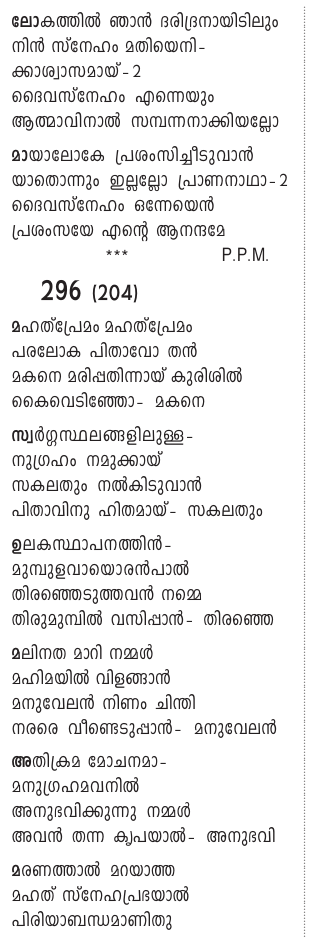 ലോകത്തിൽ ഞാൻ ദരിദ്രനായിടിലും
നിൻ സ്നേഹം മതിയെനി-
ക്കാശ്വാസമായ്-2
ദൈവസ്നേഹം എന്നെയും
ആത്മാവിനാൽ സമ്പന്നനാക്കിയല്ലോ
മായാലോകേ പ്രശംസിച്ചീടുവാൻ
യാതൊന്നും ഇല്ലല്ലോ പ്രാണനാഥാ-2
ദൈവസ്നേഹം ഒന്നേയെൻ
പ്രശംസയേ എന്റെ ആനന്ദമേ
*** P.P.M.
296 (204)
മഹത്പ്രേമം മഹത്പ്രേമം
പരലോക പിതാവോ തൻ
മകനെ മരിപ്പതിന്നായ് കുരിശിൽ
കൈവെടിഞ്ഞോ- മകനെ
സ്വർഗ്ഗസ്ഥലങ്ങളിലുള്ള-
നുഗ്രഹം നമുക്കായ്
സകലതും നൽകിടുവാൻ
പിതാവിനു ഹിതമായ്- സകലതും
ഉലകസ്ഥാപനത്തിൻ-
മുമ്പുളവായൊരൻപാൽ
തിരഞ്ഞെടുത്തവൻ നമ്മെ
തിരുമുമ്പിൽ വസിപ്പാൻ- തിരഞ്ഞെ
മലിനത മാറി നമ്മൾ
മഹിമയിൽ വിളങ്ങാൻ
മനുവേലൻ നിണം ചിന്തി
നരരെ വീണ്ടെടുപ്പാൻ- മനുവേലൻ
അതിക്രമ മോചനമാ-
മനുഗ്രഹമവനിൽ
അനുഭവിക്കുന്നു നമ്മൾ
അവൻ തന്ന കൃപയാൽ- അനുഭവി
മരണത്താൽ മറയാത്ത
മഹത് സ്നേഹപ്രഭയാൽ
പിരിയാബന്ധമാണിതു